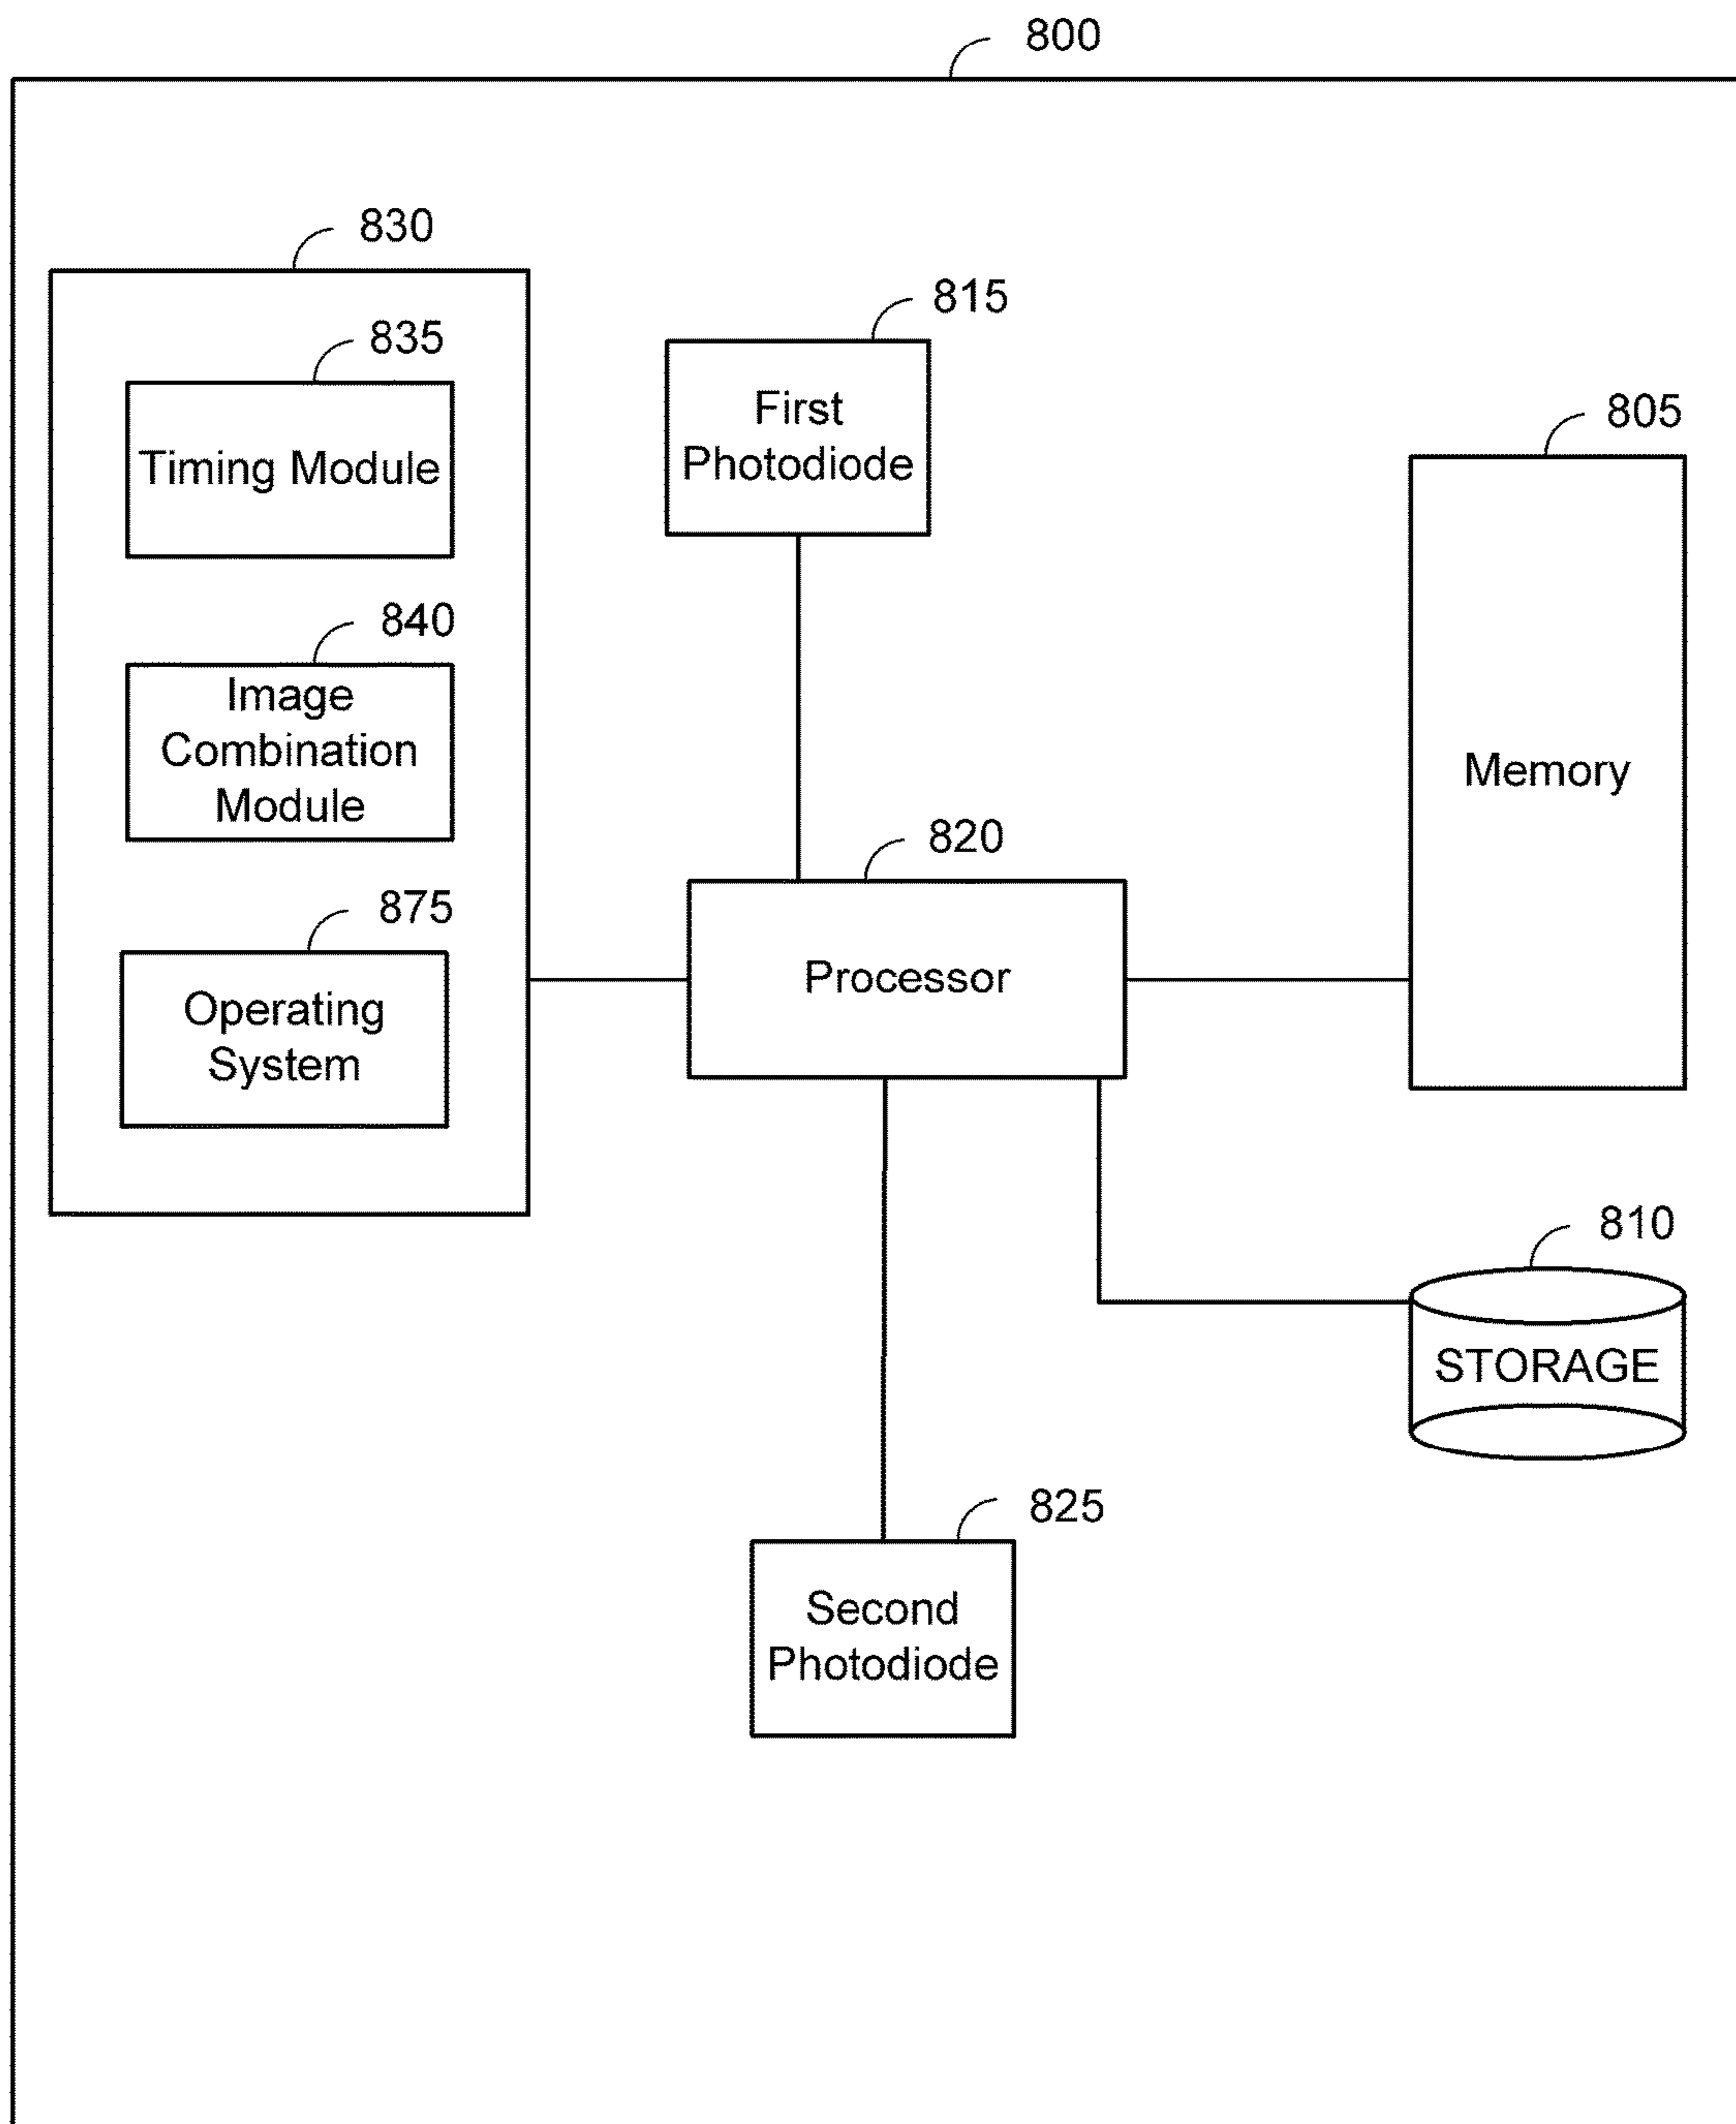 800
830
835
Timing Module
840
Image
Combination
Module
875
Operating
System
815
First
Photodiode
820
Processor
805
Memory
810
STORAGE
825
Second
Photodiode